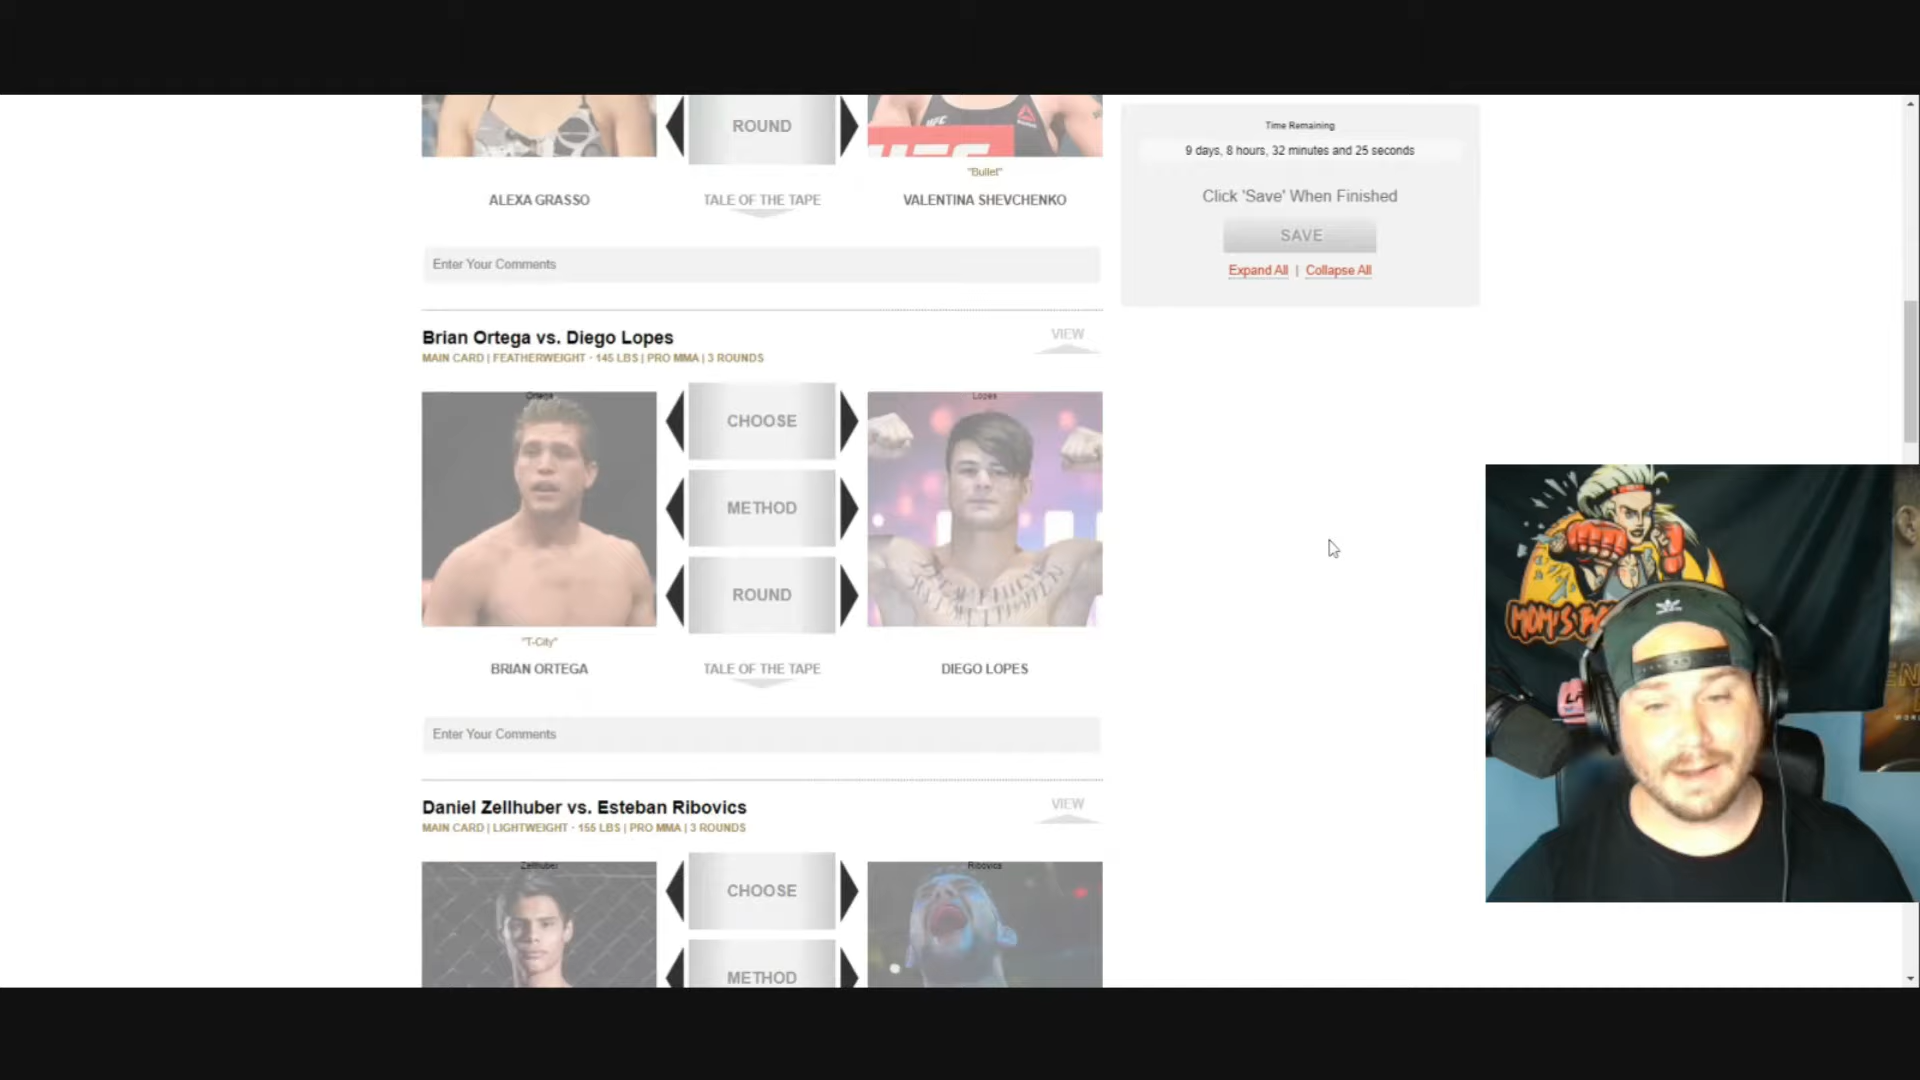 ROUND
UFC
UFC
"Bullet"
ALEXA GRASSO
TALE OF THE TAPE
VALENTINA SHEVCHENKO
Enter Your Comments
Time Remaining
9 days, 8 hours, 32 minutes and 25 seconds
Click 'Save' When Finished
SAVE
Expand All | Collapse All
Brian Ortega vs. Diego Lopes
VIEW
MAIN CARD | FEATHERWEIGHT · 145 LBS | PRO MMA | 3 ROUNDS
Ortega
CHOOSE
Lopes
METHOD
ROUND
"T-City"
BRIAN ORTEGA
TALE OF THE TAPE
DIEGO LOPES
Enter Your Comments
Daniel Zellhuber vs. Esteban Ribovics
VIEW
MAIN CARD | LIGHTWEIGHT · 155 LBS | PRO MMA | 3 ROUNDS
Zellhuber
CHOOSE
Ribovics
METHOD
MOM'S